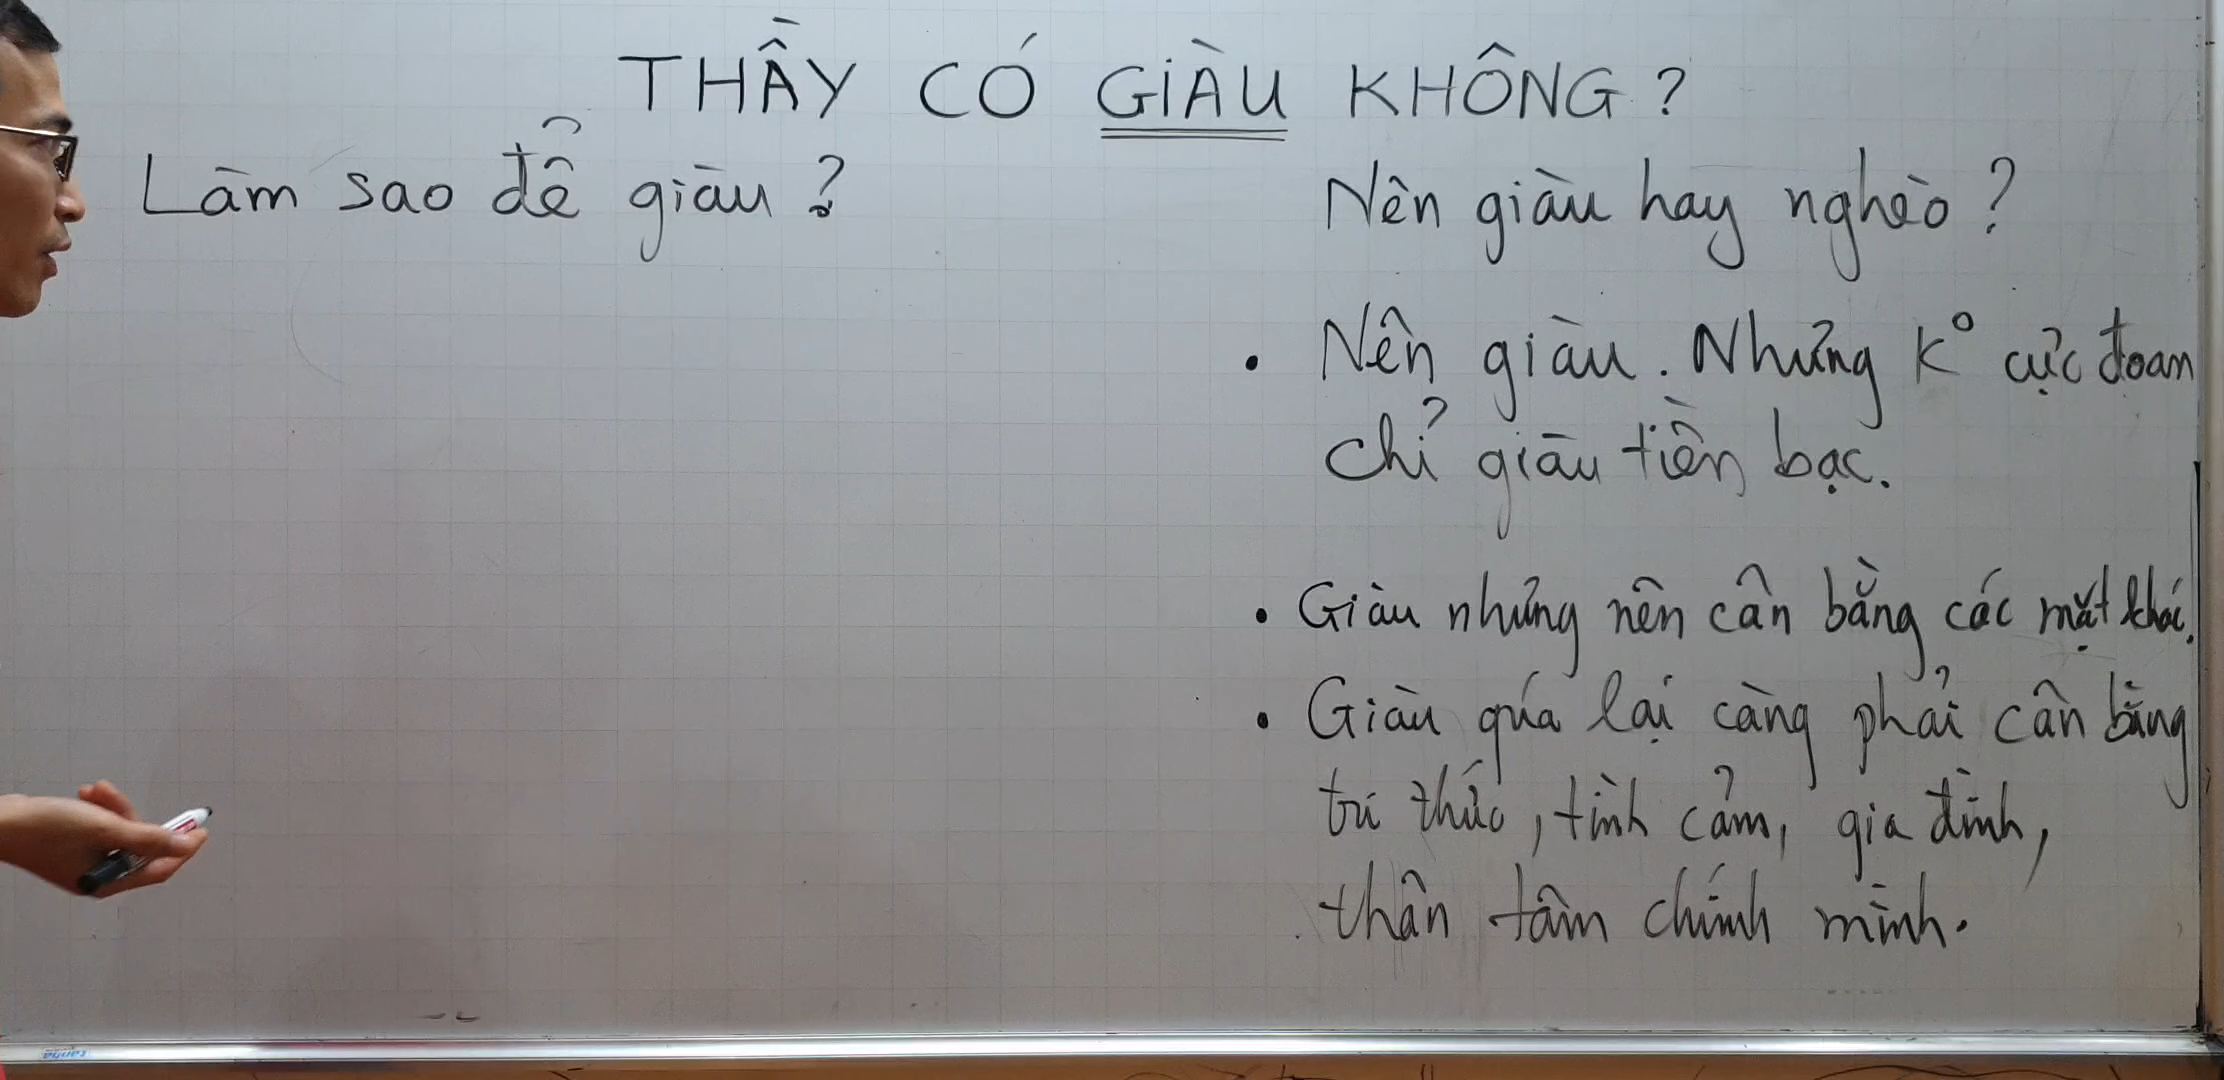 THẦY CÓ GIÀU KHÔNG?
Làm sao để giàu?
Nên giàu hay nghèo?
• Nên giàu. Nhưng K° cực đoan
chỉ giàu tiền bạc.
• Giàu nhưng nên cân bằng các mặt khác.
• Giàu qúa lại càng phải cân bằng
tri thức, tình cảm, gia đình,
thân tâm chính mình.